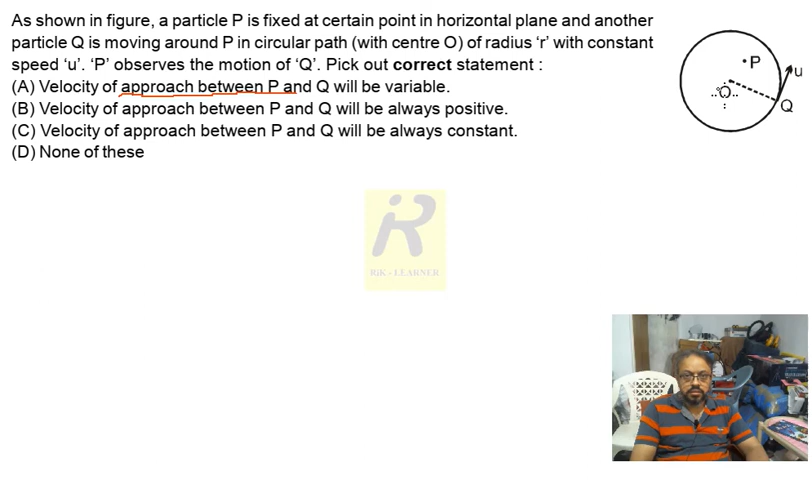 As shown in figure, a particle P is fixed at certain point in horizontal plane and another
particle Q is moving around P in circular path (with centre O) of radius 'r' with constant
speed 'u'. 'P' observes the motion of 'Q'. Pick out correct statement :
(A) Velocity of approach between P and Q will be variable.
(B) Velocity of approach between P and Q will be always positive.
(C) Velocity of approach between P and Q will be always constant.
(D) None of these
P
u
O
Q
iR
RiK - LEARNER